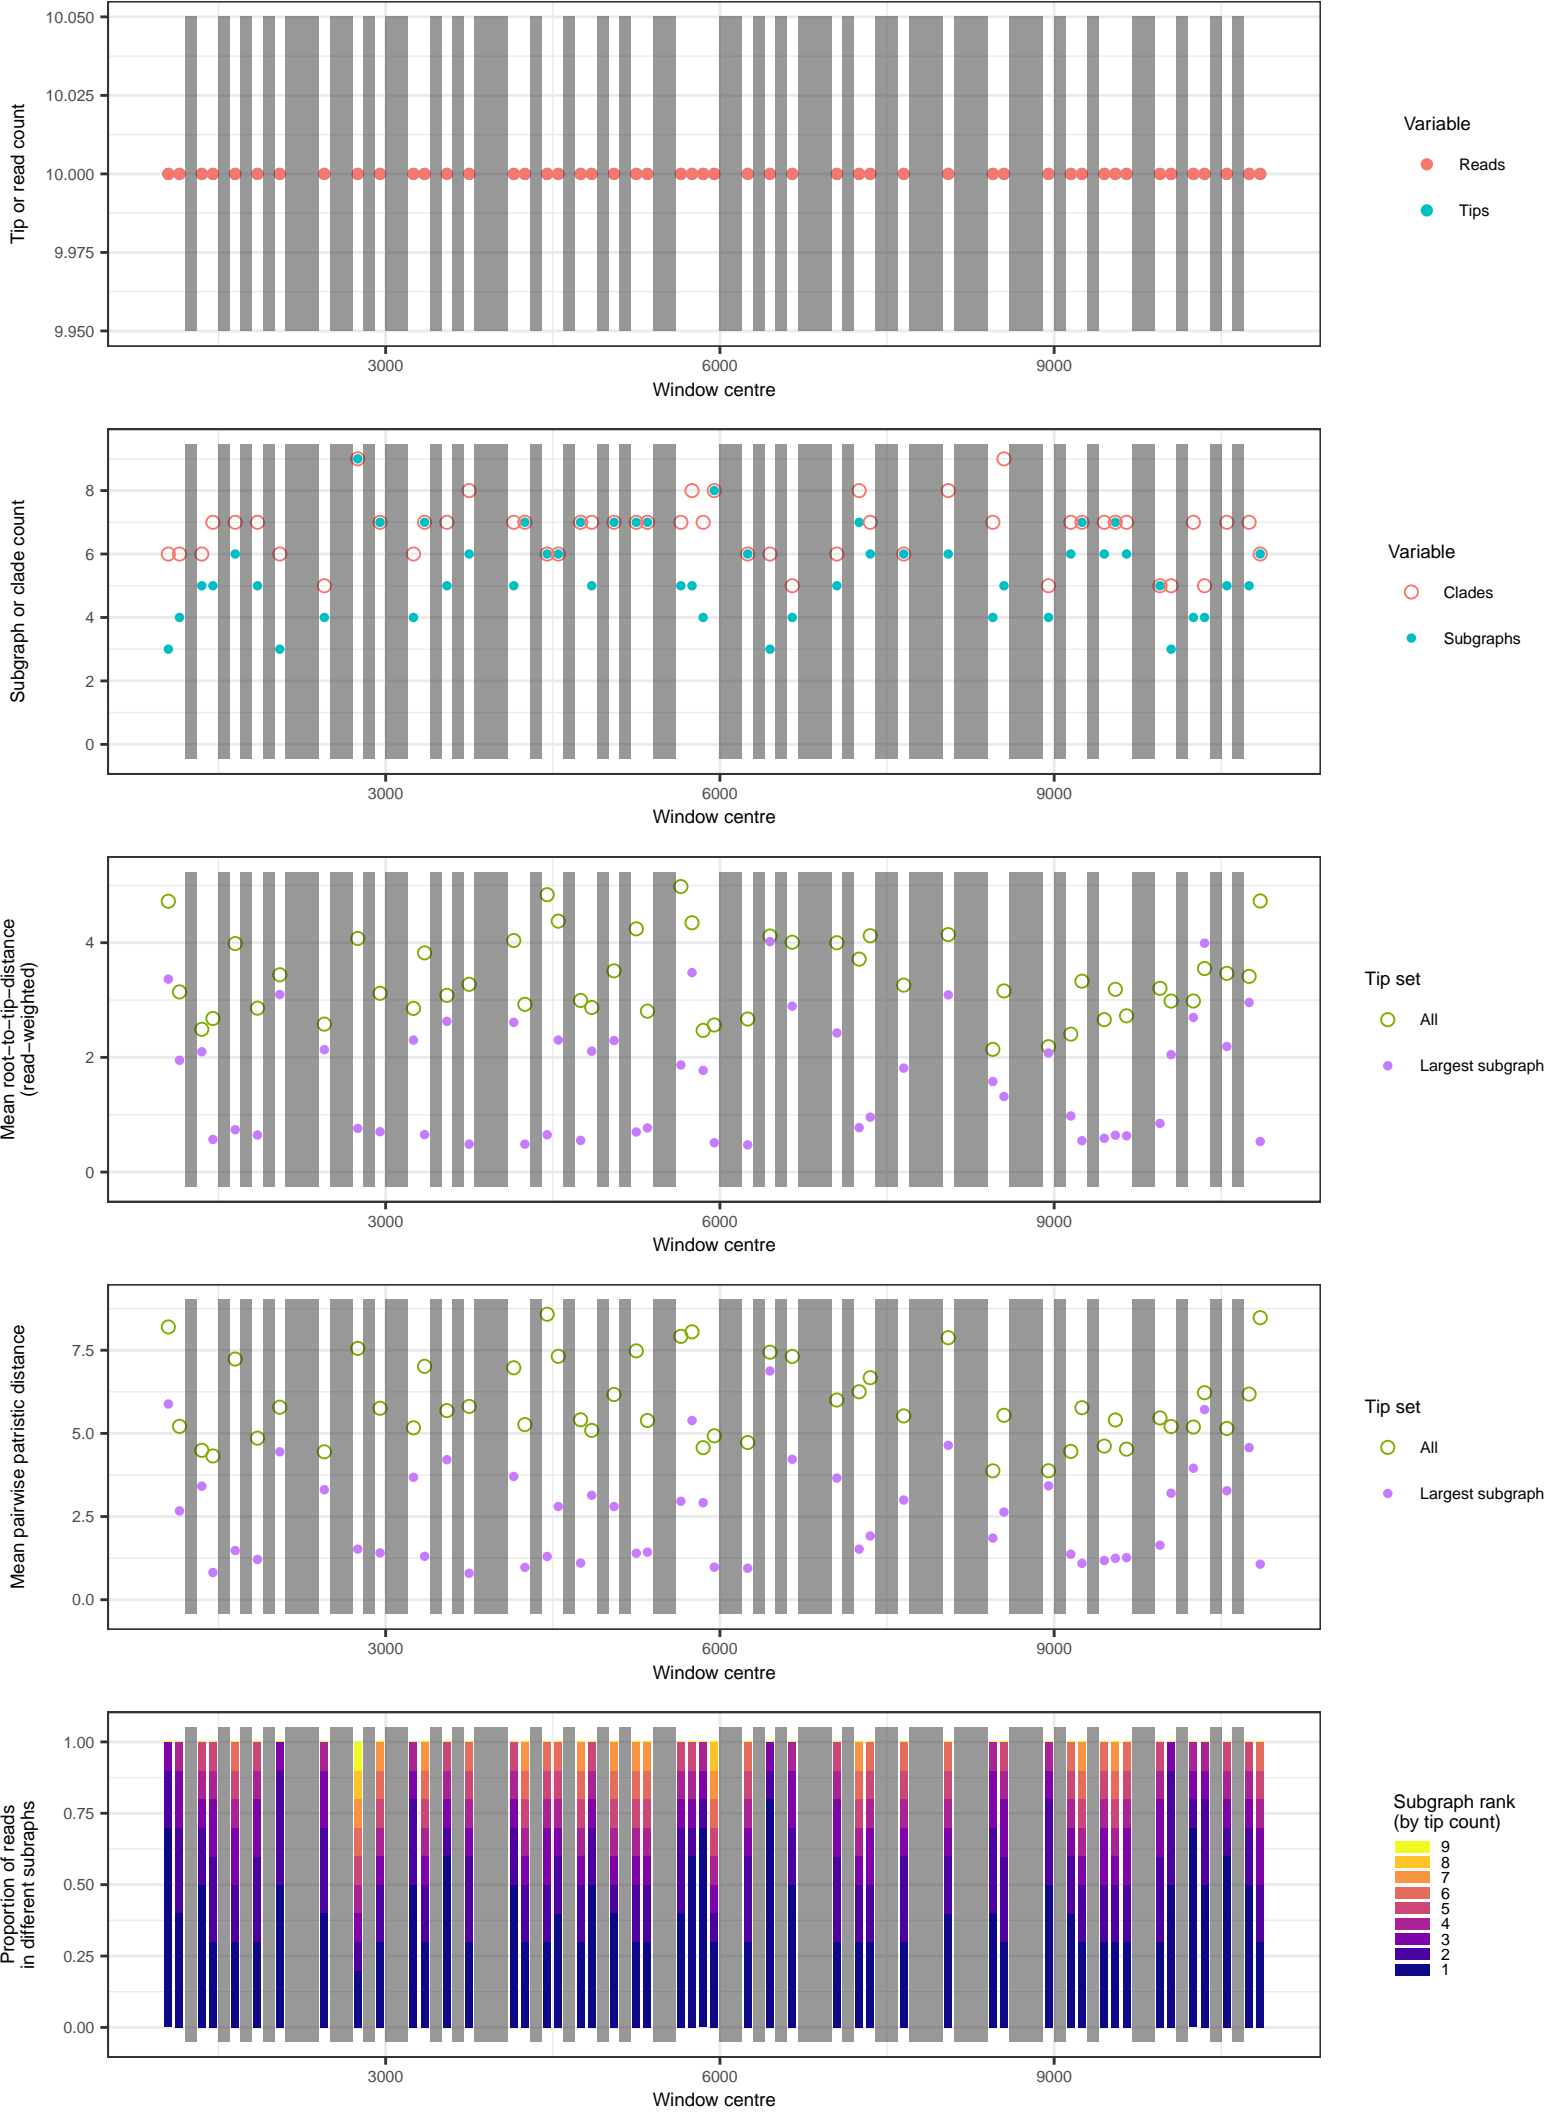 10.050
10.025
10.000
9.975
9.950
Tip or read count
3000
6000
9000
Window centre
Variable
Reads
Tips
8
6
4
2
0
Subgraph or clade count
3000
6000
9000
Window centre
Variable
Clades
Subgraphs
4
2
0
Mean root−to−tip−distance
(read−weighted)
3000
6000
9000
Window centre
Tip set
All
Largest subgraph
7.5
5.0
2.5
0.0
Mean pairwise patristic distance
3000
6000
9000
Window centre
Tip set
All
Largest subgraph
1.00
0.75
0.50
0.25
0.00
Proportion of reads
in different subraphs
3000
6000
9000
Window centre
Subgraph rank
(by tip count)
9
8
7
6
5
4
3
2
1